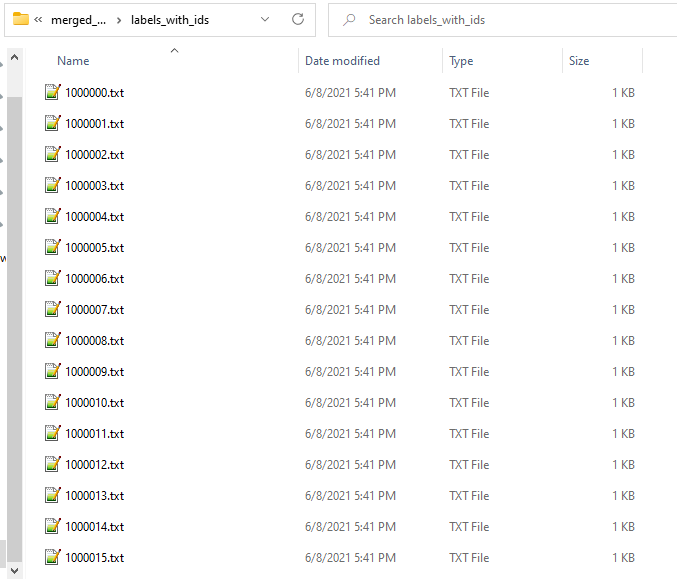 merged_... labels_with_ids Search labels_with_ids
Name Date modified Type Size
1000000.txt 6/8/2021 5:41 PM TXT File 1 KB
1000001.txt 6/8/2021 5:41 PM TXT File 1 KB
1000002.txt 6/8/2021 5:41 PM TXT File 1 KB
1000003.txt 6/8/2021 5:41 PM TXT File 1 KB
1000004.txt 6/8/2021 5:41 PM TXT File 1 KB
1000005.txt 6/8/2021 5:41 PM TXT File 1 KB
1000006.txt 6/8/2021 5:41 PM TXT File 1 KB
1000007.txt 6/8/2021 5:41 PM TXT File 1 KB
1000008.txt 6/8/2021 5:41 PM TXT File 1 KB
1000009.txt 6/8/2021 5:41 PM TXT File 1 KB
1000010.txt 6/8/2021 5:41 PM TXT File 1 KB
1000011.txt 6/8/2021 5:41 PM TXT File 1 KB
1000012.txt 6/8/2021 5:41 PM TXT File 1 KB
1000013.txt 6/8/2021 5:41 PM TXT File 1 KB
1000014.txt 6/8/2021 5:41 PM TXT File 1 KB
1000015.txt 6/8/2021 5:41 PM TXT File 1 KB